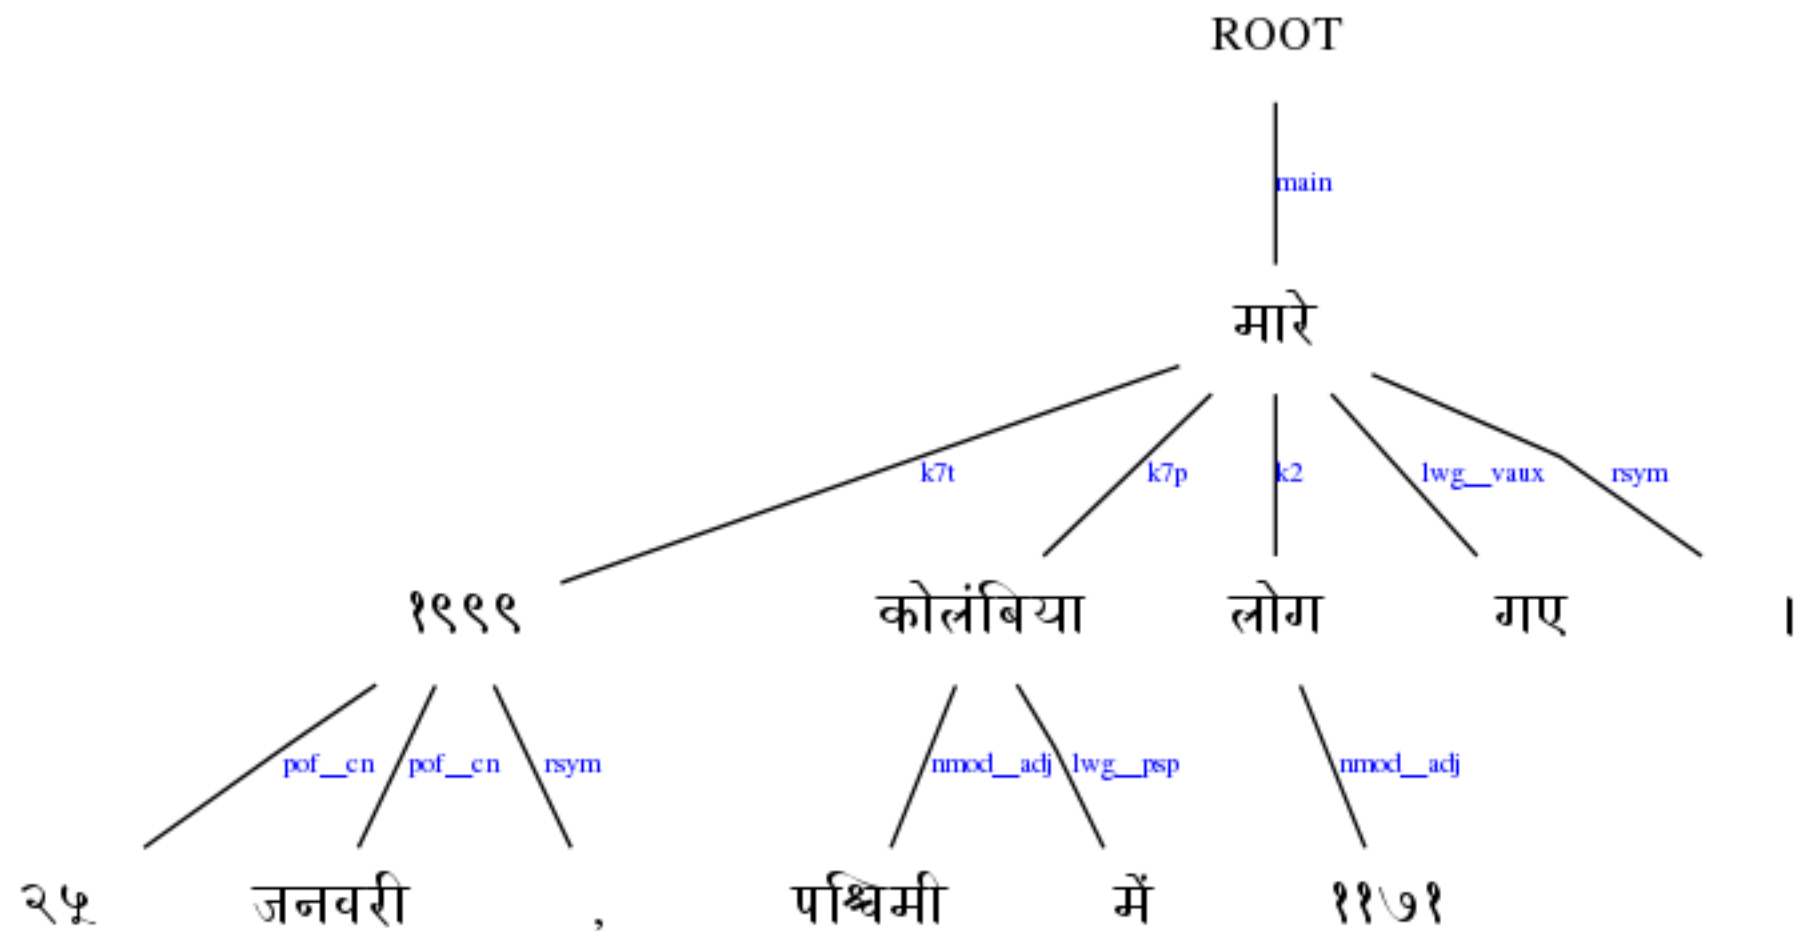 ROOT
main
मारे
k7t k7p k2 lwg__vaux rsym
१९९९ कोलंबिया लोग गए ।
pof__cn pof__cn rsym nmod__adj lwg__psp nmod__adj
२५ जनवरी , पश्चिमी में ११७१